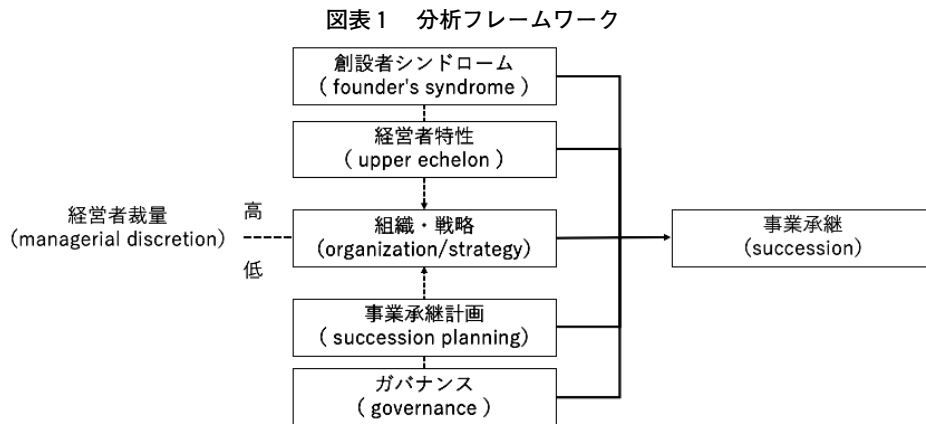 図表1 分析フレームワーク
創設者シンドローム
( founder's syndrome )
経営者特性
( upper echelon )
経営者裁量
(managerial discretion)
高
低
組織・戦略
(organization/strategy)
事業承継
(succession)
事業承継計画
( succession planning)
ガバナンス
( governance )